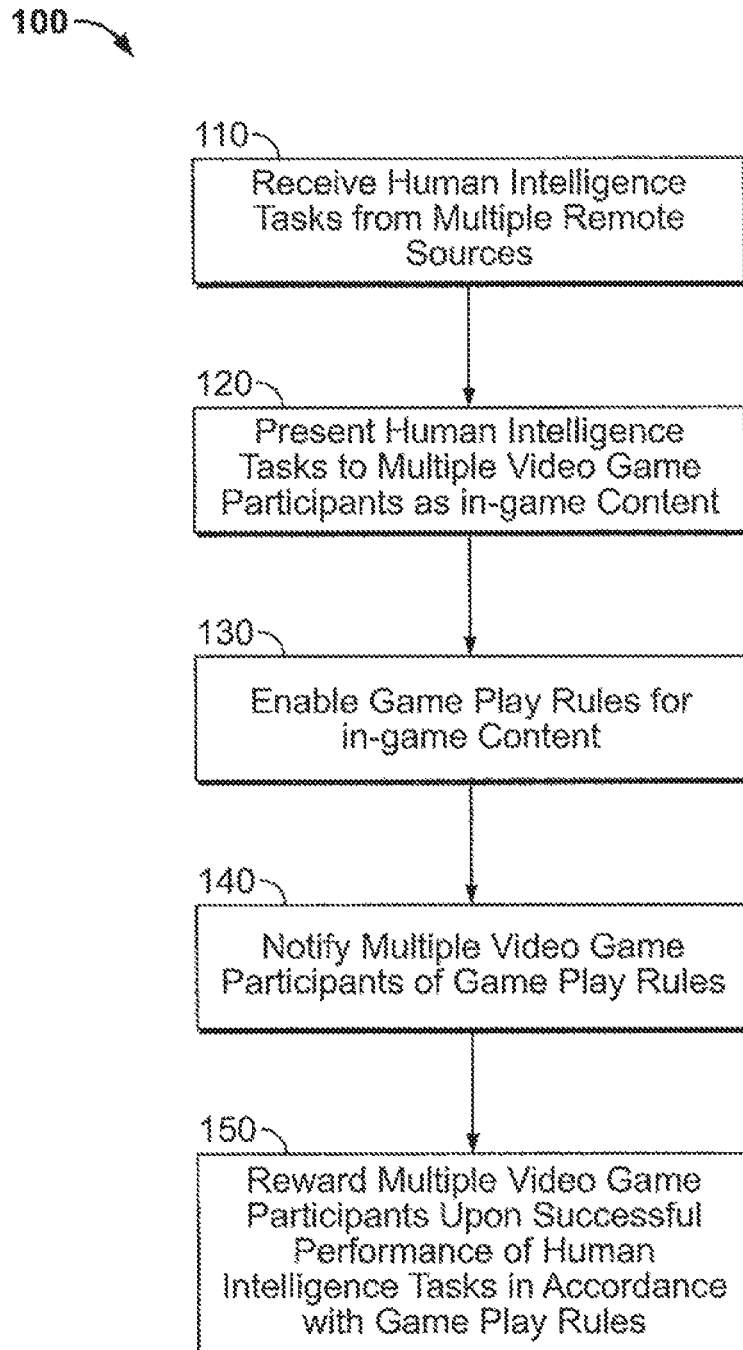 100
110
Receive Human Intelligence
Tasks from Multiple Remote
Sources
120
Present Human Intelligence
Tasks to Multiple Video Game
Participants as in-game Content
130
Enable Game Play Rules for
in-game Content
140
Notify Multiple Video Game
Participants of Game Play Rules
150
Reward Multiple Video Game
Participants Upon Successful
Performance of Human
Intelligence Tasks in Accordance
with Game Play Rules